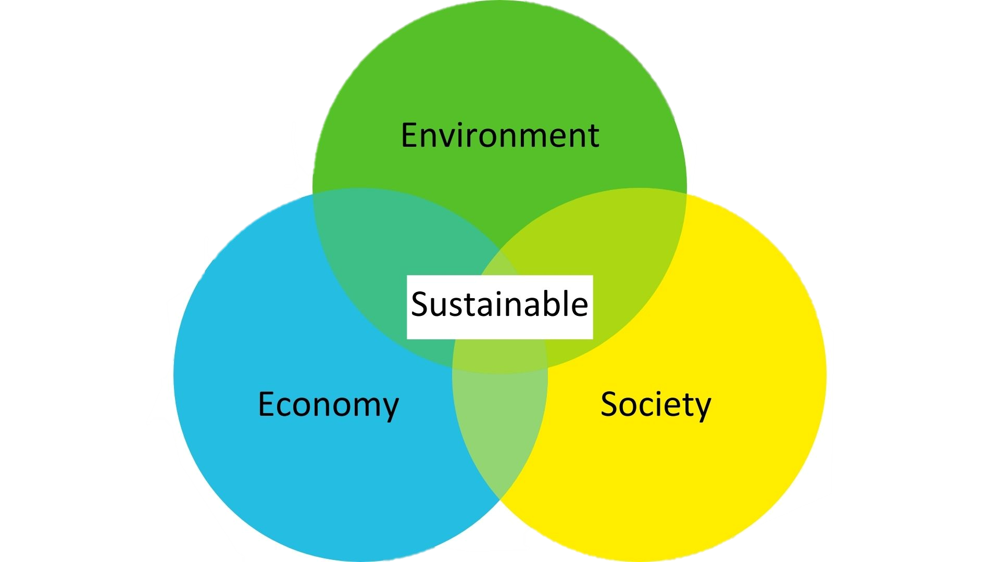 Environment
Sustainable
Economy
Society